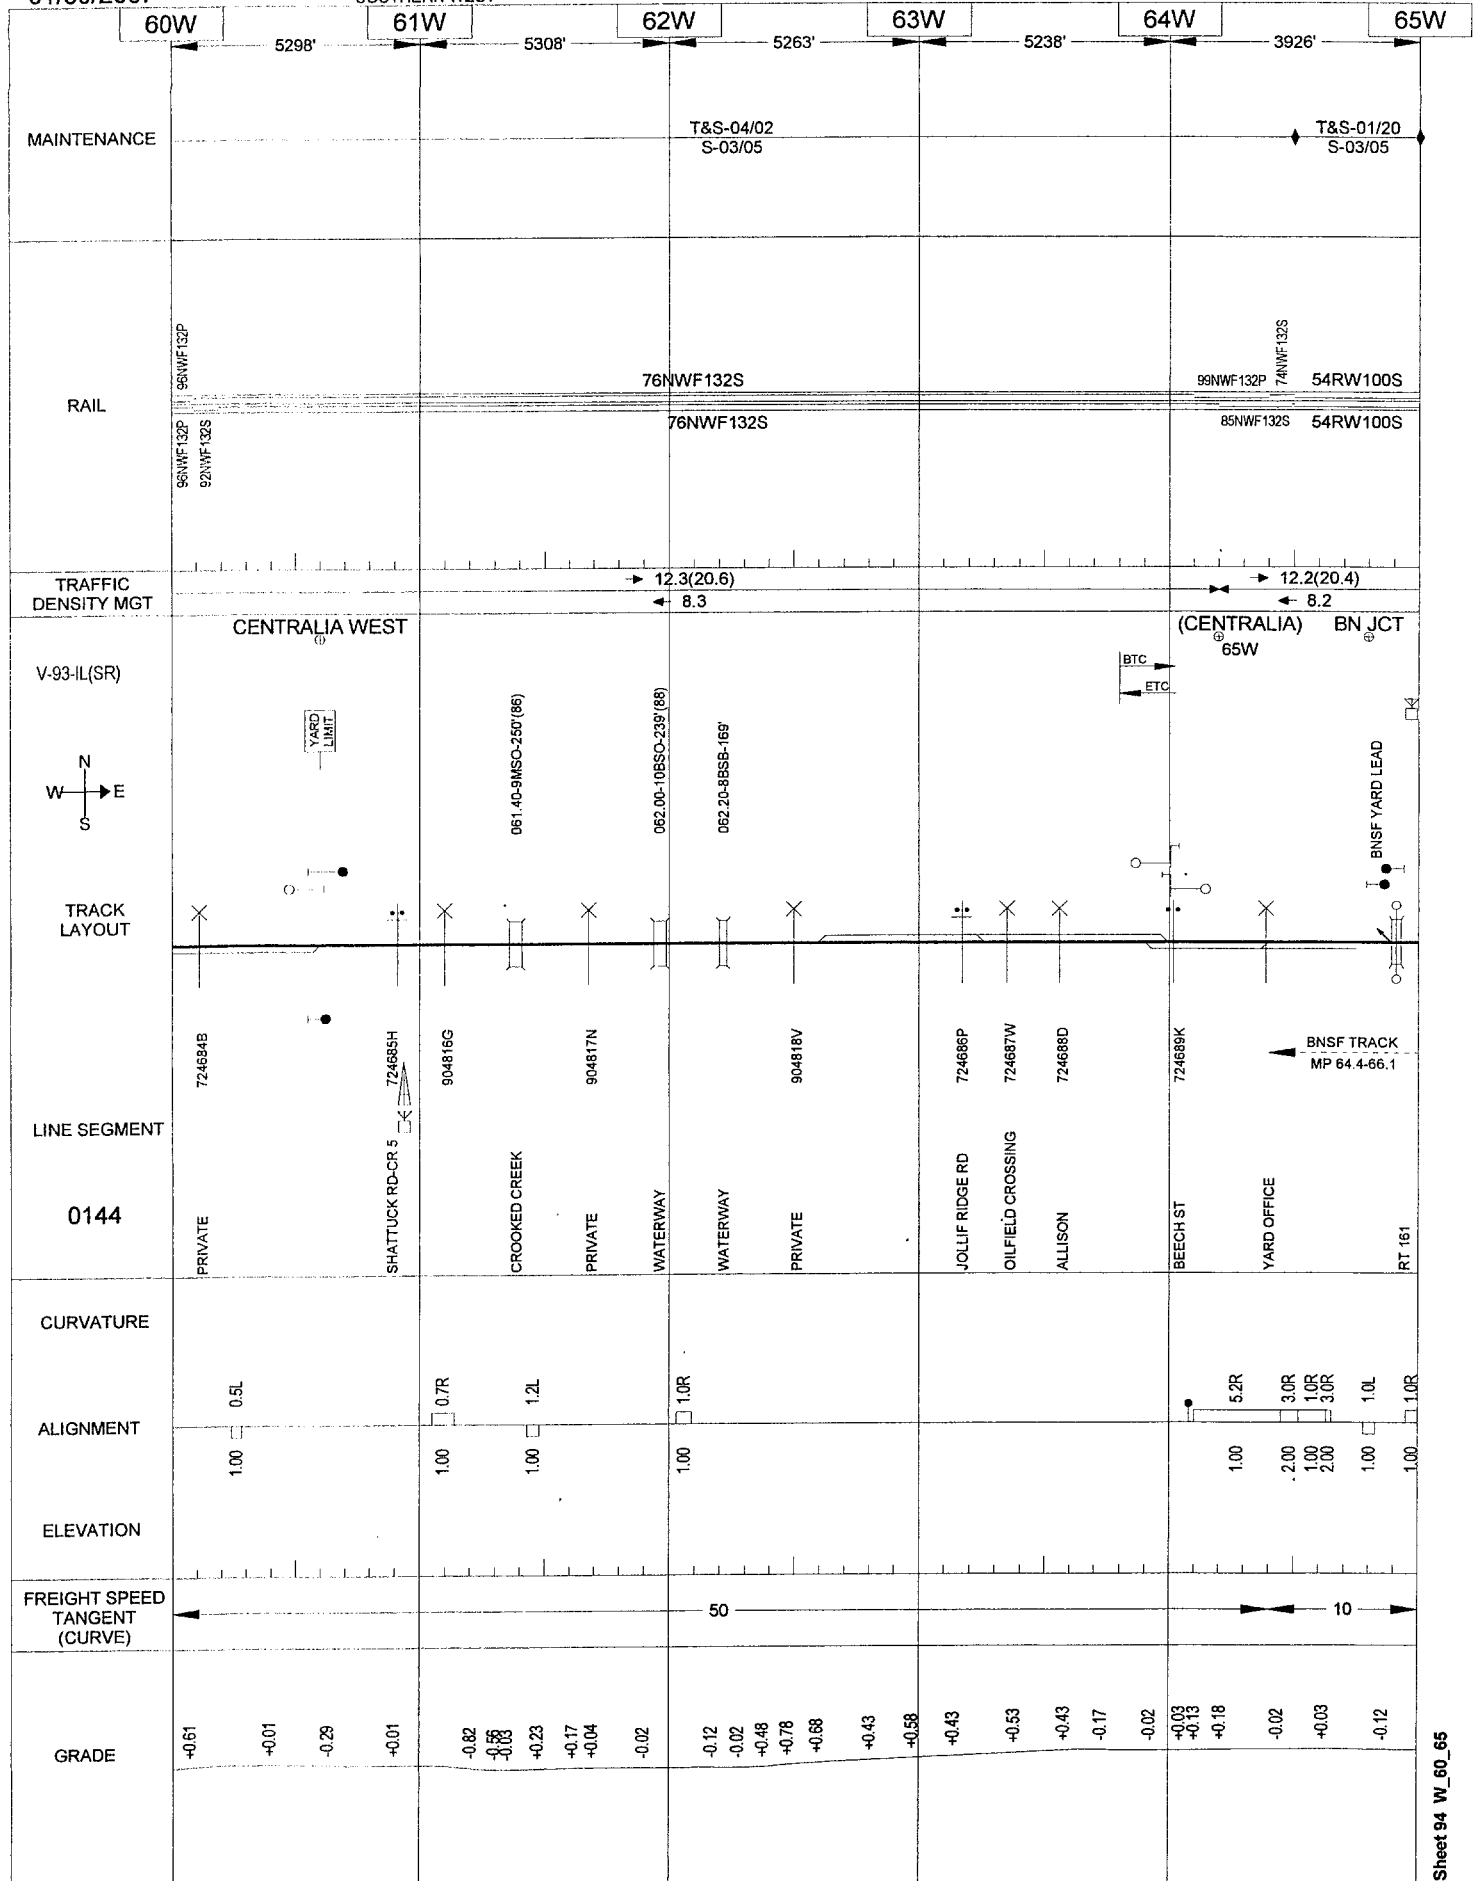 60W 61W 62W 63W 64W 65W
5298' 5308' 5263' 5238' 3926'
MAINTENANCE
T&S-04/02
S-03/05
T&S-01/20
S-03/05
RAIL
96NWF132P
76NWF132S
99NWF132P
74NWF132S
54RW100S
96NWF132P
92NWF132S
76NWF132S
85NWF132S
54RW100S
TRAFFIC
DENSITY MGT
12.3(20.6)
8.3
12.2(20.4)
8.2
CENTRALIA WEST
(CENTRALIA)
65W
BN JCT
V-93-IL(SR)
BTC
ETC
YARD
LIMIT
N
W E
S
061.40-9MSO-250'(86)
062.00-10BSO-239'(88)
062.20-8BSB-169'
BNSF YARD LEAD
TRACK
LAYOUT
724684B
724685H
904816G
904817N
904818V
724686P
724687W
724688D
724689K
BNSF TRACK
MP 64.4-66.1
LINE SEGMENT
0144
PRIVATE
SHATTUCK RD-CR 5
CROOKED CREEK
PRIVATE
WATERWAY
WATERWAY
PRIVATE
JOLLIF RIDGE RD
OILFIELD CROSSING
ALLISON
BEECH ST
YARD OFFICE
RT 161
CURVATURE
0.5L 0.7R 1.2L 1.0R 5.2R 3.0R 1.0R 3.0R 1.0L 1.0R
ALIGNMENT
1.00 1.00 1.00 1.00 1.00 2.00 1.00 2.00 1.00 1.00
ELEVATION
FREIGHT SPEED
TANGENT
(CURVE)
50
10
GRADE
+0.61 +0.01 -0.29 +0.01 -0.82 -0.03 +0.23 +0.17 +0.04 -0.02 -0.12 -0.02 +0.48 +0.78 +0.68 +0.43 +0.58 +0.43 +0.53 +0.43 -0.17 -0.02 +0.03 +0.13 +0.18 -0.02 +0.03 -0.12
Sheet 94 W_60_65